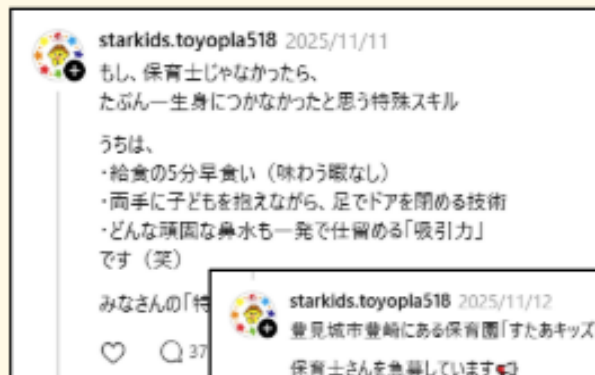 starkids.toyopla518 2025/11/11
もし、保育士じゃなかったら、
たぶん一生身につかなかったと思う特殊スキル
うちは、
・給食の5分早食い（味わう暇なし）
・両手に子どもを抱えながら、足でドアを閉める技術
・どんな頑固な鼻水も一発で仕留める「吸引力」
です（笑）
みなさんの「特
37
starkids.toyopla518 2025/11/12
豊見城市豊崎にある保育園「すたあキッズ
保育士さんを急募しています